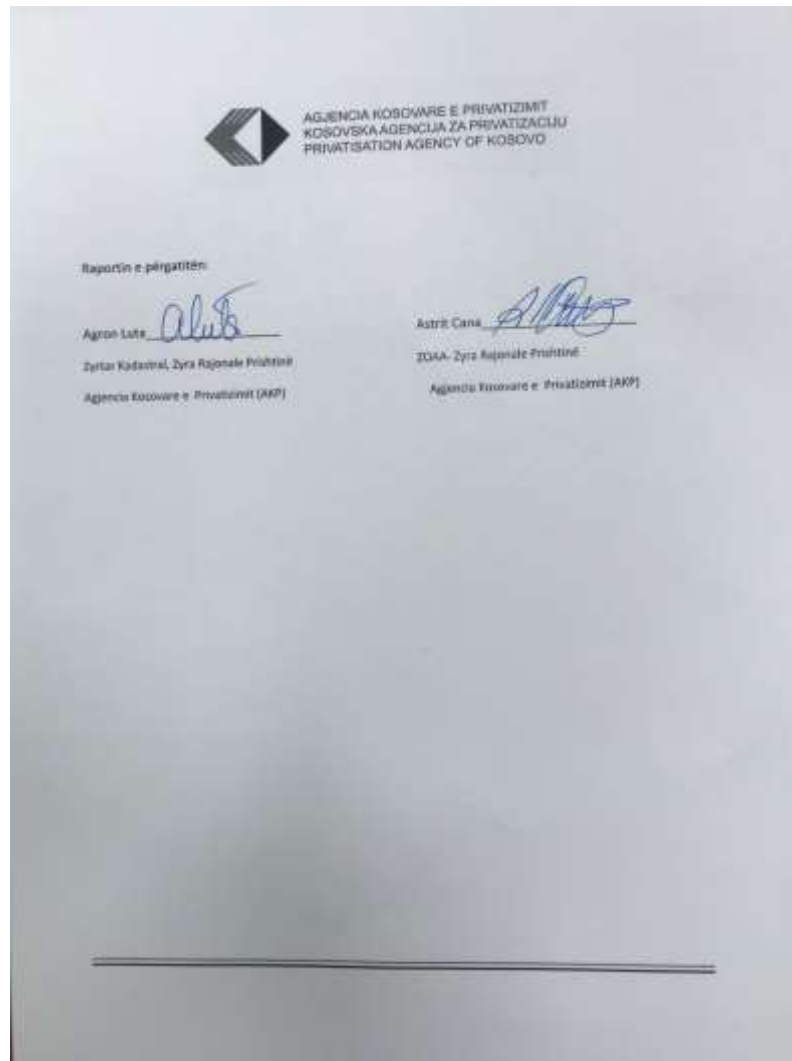 AGJENCIA KOSOVARE E PRIVATIZIMIT
KOSOVSKA AGENCIJA ZA PRIVATIZACIJU
PRIVATISATION AGENCY OF KOSOVO
Raportin e përgatitën:
Agron Luta
Astrit Cana
Zyrtar Kadastral, Zyra Rajonale Prishtinë
ZOAA- Zyra Rajonale Prishtinë
Agjencia Kosovare e Privatizimit (AKP)
Agjencia Kosovare e Privatizimit (AKP)